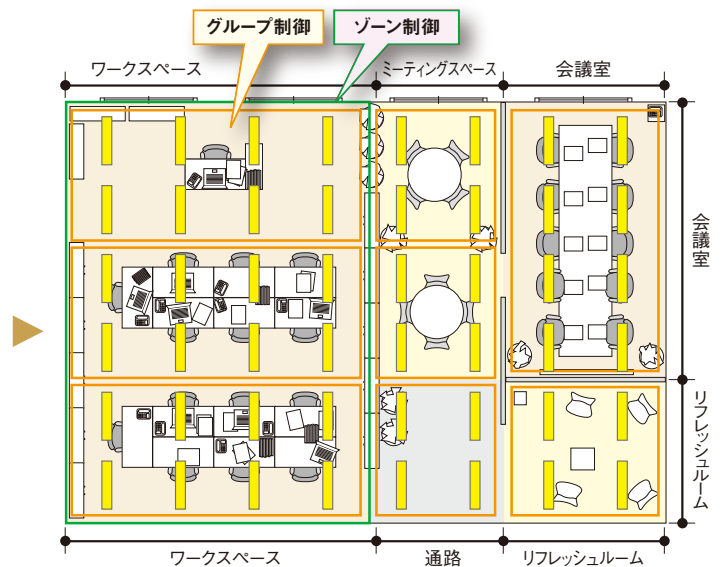 グループ制御
ゾーン制御
ワークスペース
ミーティングスペース
会議室
会議室
リフレッシュルーム
ワークスペース
通路
リフレッシュルーム